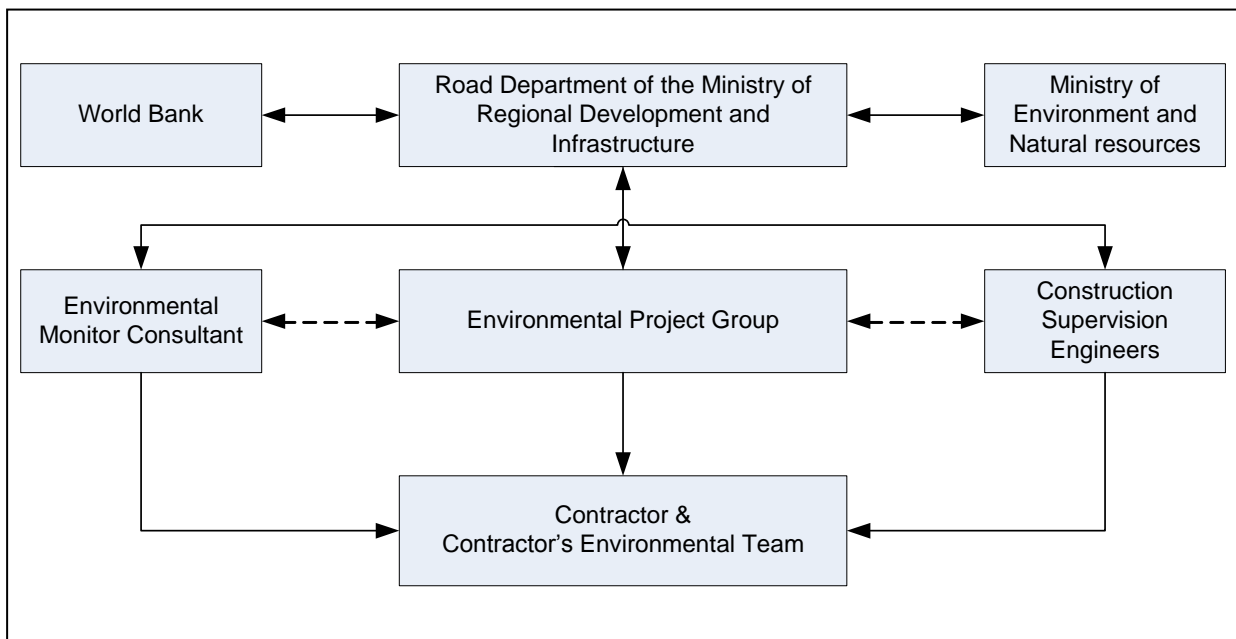 World Bank
Road Department of the Ministry of
Regional Development and
Infrastructure
Ministry of
Environment and
Natural resources
Environmental
Monitor Consultant
Environmental Project Group
Construction
Supervision
Engineers
Contractor &
Contractor’s Environmental Team